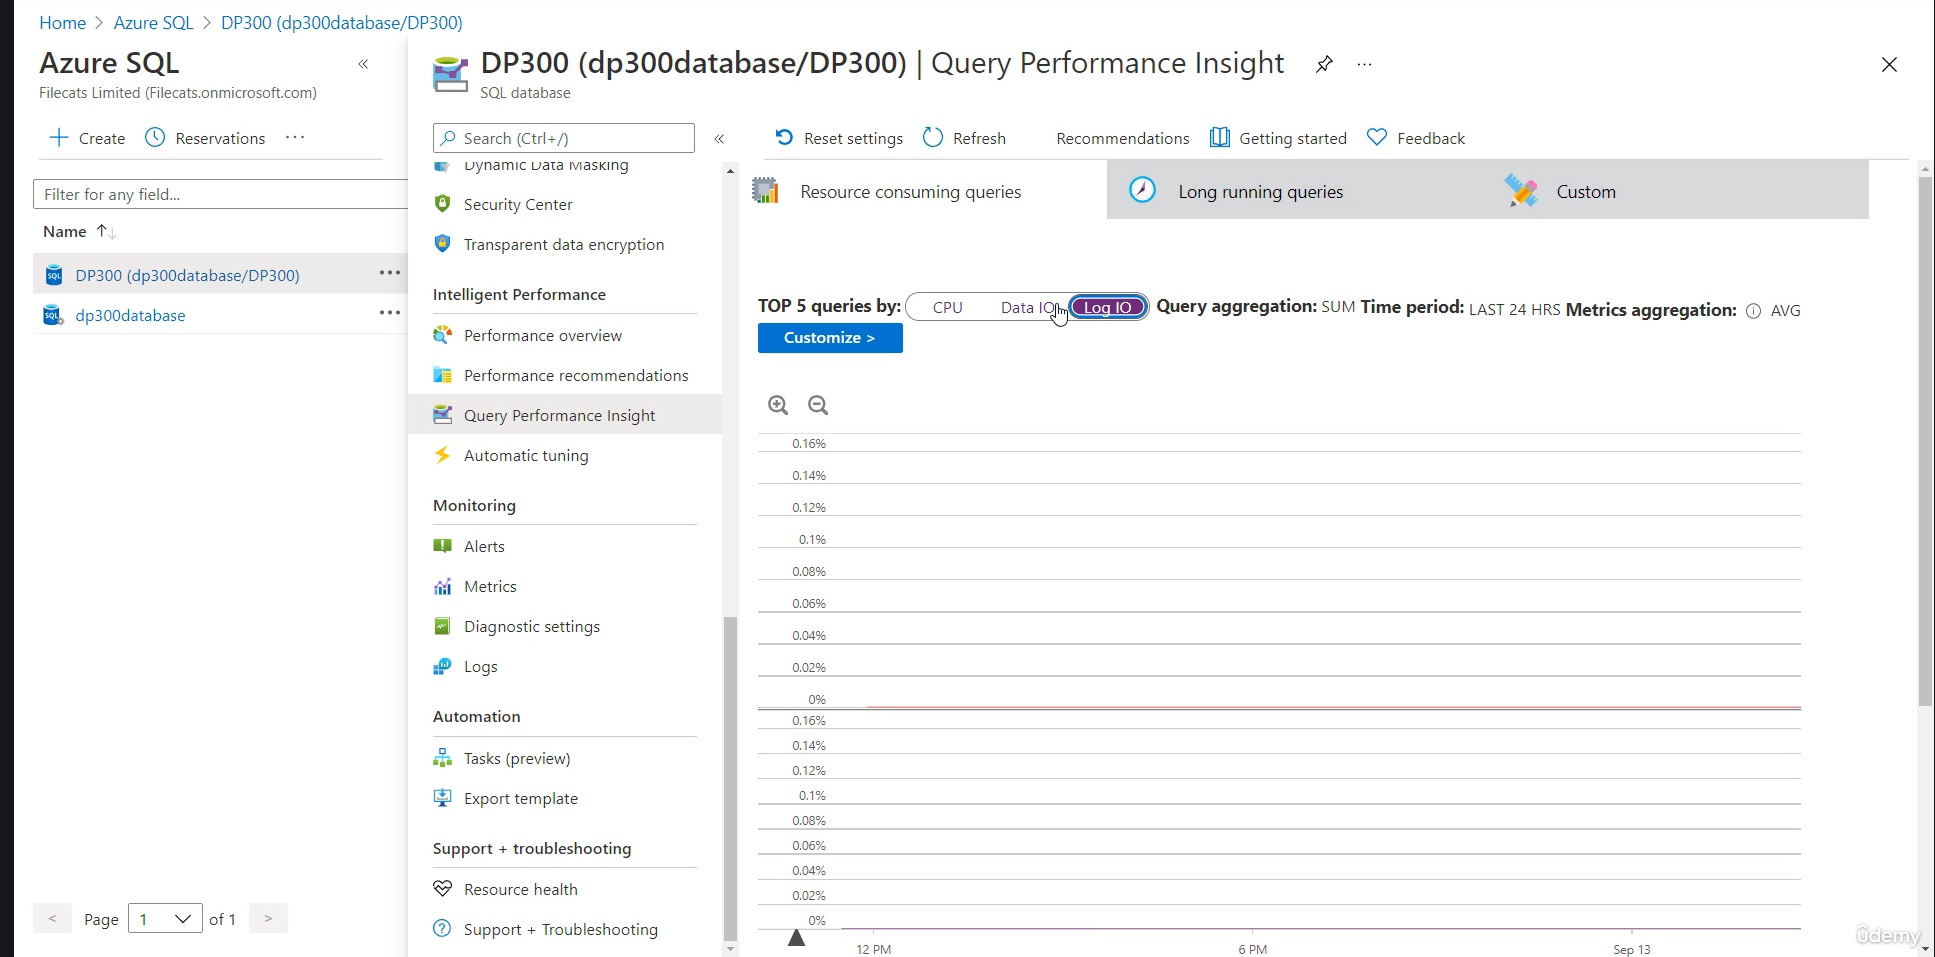 Home > Azure SQL > DP300 (dp300database/DP300)
Azure SQL
«
Filecats Limited (Filecats.onmicrosoft.com)
+ Create
Reservations
...
Filter for any field...
Name ↑↓
DP300 (dp300database/DP300) ...
dp300database ...
< Page 1 of 1 >
DP300 (dp300database/DP300) | Query Performance Insight
...
SQL database
Search (Ctrl+/)
«
Dynamic Data Masking
Security Center
Transparent data encryption
Intelligent Performance
Performance overview
Performance recommendations
Query Performance Insight
Automatic tuning
Monitoring
Alerts
Metrics
Diagnostic settings
Logs
Automation
Tasks (preview)
Export template
Support + troubleshooting
Resource health
Support + Troubleshooting
Reset settings
Refresh
Recommendations
Getting started
Feedback
Resource consuming queries
Long running queries
Custom
TOP 5 queries by: CPU Data IO Log IO Query aggregation: SUM Time period: LAST 24 HRS Metrics aggregation: AVG
Customize >
0.16%
0.14%
0.12%
0.1%
0.08%
0.06%
0.04%
0.02%
0%
0.16%
0.14%
0.12%
0.1%
0.08%
0.06%
0.04%
0.02%
0%
12 PM 6 PM Sep 13
ûdemy